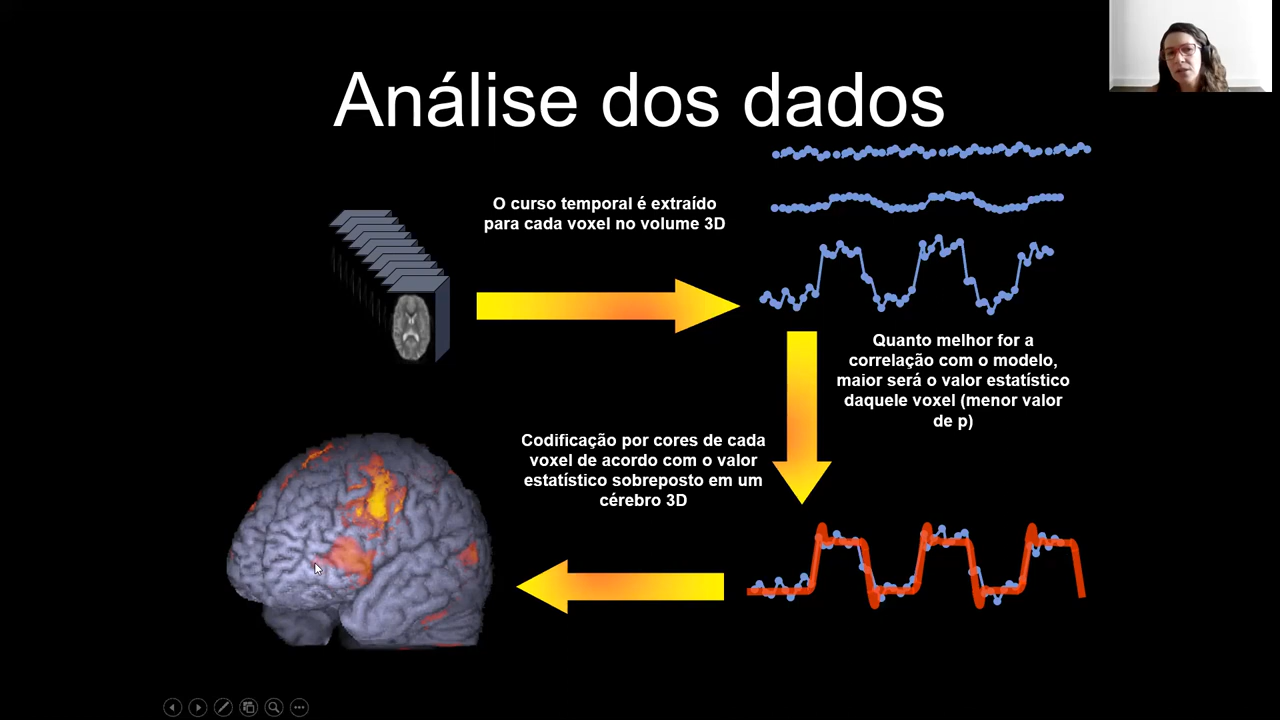 Análise dos dados
O curso temporal é extraído
para cada voxel no volume 3D
Quanto melhor for a
correlação com o modelo,
maior será o valor estatístico
daquele voxel (menor valor
de p)
Codificação por cores de cada
voxel de acordo com o valor
estatístico sobreposto em um
cérebro 3D